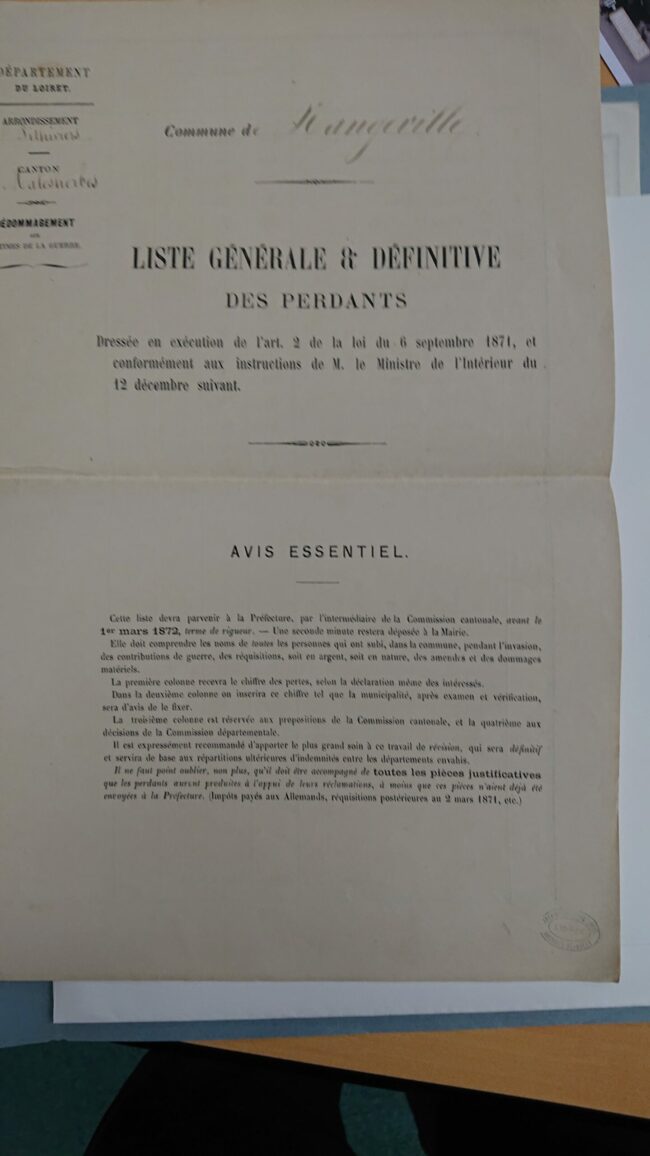 DÉPARTEMENT
DU LOIRET.
ARRONDISSEMENT
Pithiviers
CANTON
Malesherbes
DÉDOMMAGEMENT
DE LA GUERRE.
Commune de Mangeville
LISTE GÉNÉRALE & DÉFINITIVE
DES PERDANTS
Dressée en exécution de l'art. 2 de la loi du 6 septembre 1871, et
conformément aux instructions de M. le Ministre de l'Intérieur du
12 décembre suivant.
AVIS ESSENTIEL.
Cette liste devra parvenir à la Préfecture, par l'intermédiaire de la Commission cantonale, avant le
1er mars 1872, terme de rigueur. — Une seconde minute restera déposée à la Mairie.
Elle doit comprendre les noms de toutes les personnes qui ont subi, dans la commune, pendant l'invasion,
des contributions de guerre, des réquisitions, soit en argent, soit en nature, des amendes et des dommages
matériels.
La première colonne recevra le chiffre des pertes, selon la déclaration même des intéressés.
Dans la deuxième colonne on inscrira ce chiffre tel que la municipalité, après examen et vérification,
sera d'avis de le fixer.
La troisième colonne est réservée aux propositions de la Commission cantonale, et la quatrième aux
décisions de la Commission départementale.
Il est expressément recommandé d'apporter le plus grand soin à ce travail de révision, qui sera définitif
et servira de base aux répartitions ultérieures d'indemnités entre les départements envahis.
Il ne faut point oublier, non plus, qu'il doit être accompagné de toutes les pièces justificatives
que les perdants auront produites à l'appui de leurs réclamations, à moins que ces pièces n'aient déjà été
envoyées à la Préfecture. (Impôts payés aux Allemands, réquisitions postérieures au 2 mars 1871, etc.)